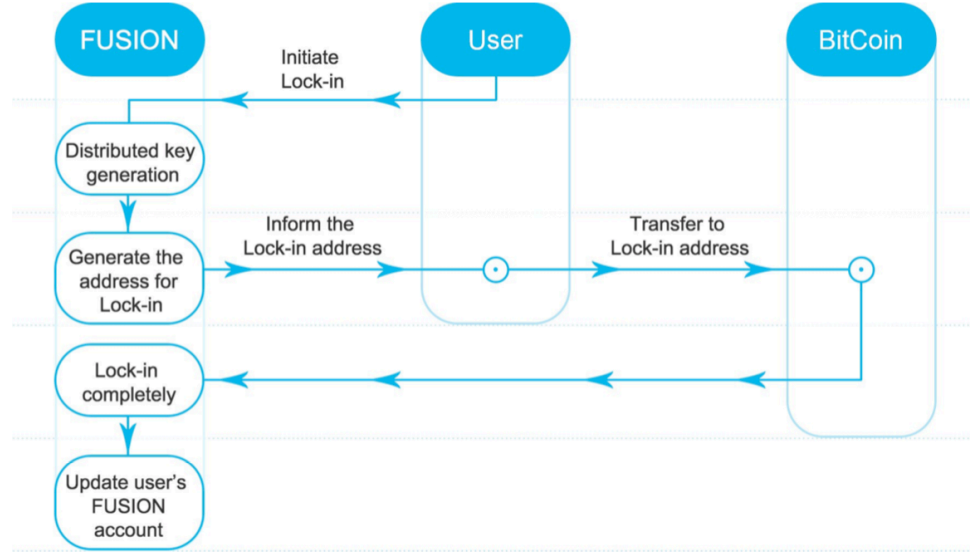 FUSION
User
BitCoin
Initiate
Lock-in
Distributed key
generation
Inform the
Lock-in address
Transfer to
Lock-in address
Generate the
address for
Lock-in
Lock-in
completely
Update user's
FUSION
account